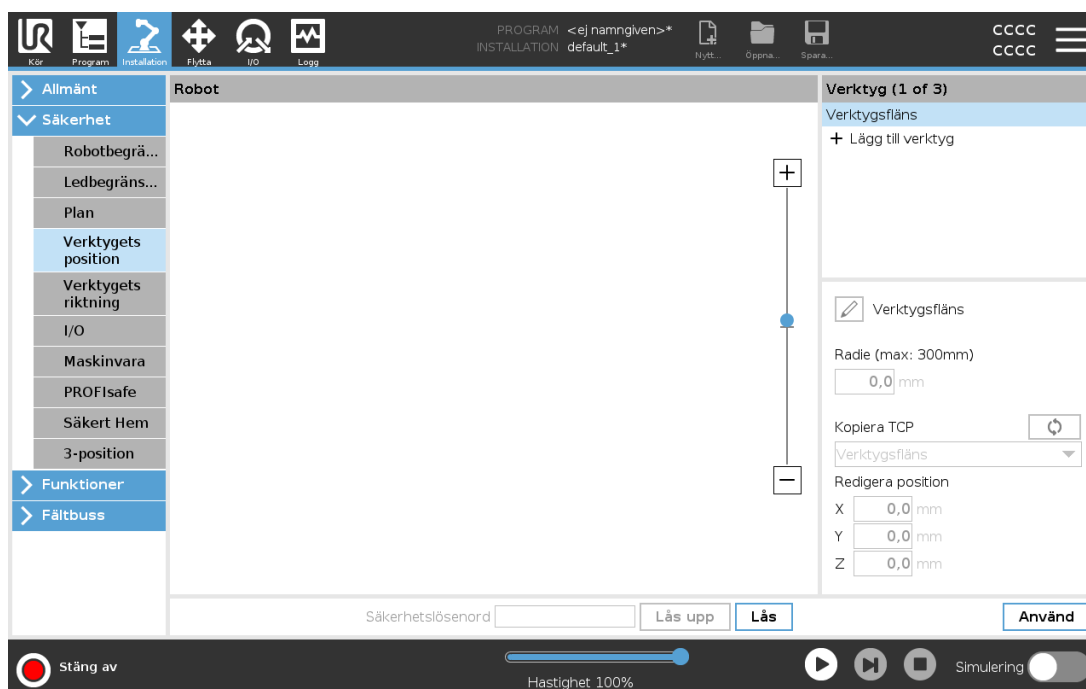 UR
PROGRAM <ej namngiven>*
INSTALLATION default_1*
CCCC
CCCC
Kör
Program
Installation
Flytta
I/O
Logg
Nytt...
Öppna...
Spara...
Allmänt
Säkerhet
Robotbegrä...
Ledbegräns...
Plan
Verktygets
position
Verktygets
riktning
I/O
Maskinvara
PROFIsafe
Säkert Hem
3-position
Funktioner
Fältbuss
Robot
Verktyg (1 of 3)
Verktygsfläns
+ Lägg till verktyg
Verktygsfläns
Radie (max: 300mm)
0,0 mm
Kopiera TCP
Verktygsfläns
Redigera position
X 0,0 mm
Y 0,0 mm
Z 0,0 mm
Säkerhetslösenord
Lås upp
Lås
Använd
Stäng av
Hastighet 100%
Simulering